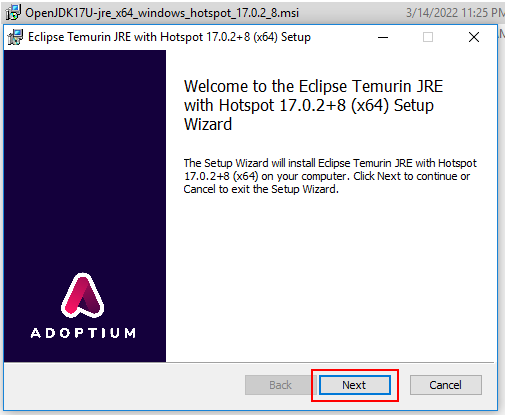 OpenJDK17U-jre_x64_windows_hotspot_17.0.2_8.msi 3/14/2022 11:25 PM
Eclipse Temurin JRE with Hotspot 17.0.2+8 (x64) Setup
Welcome to the Eclipse Temurin JRE
with Hotspot 17.0.2+8 (x64) Setup
Wizard
The Setup Wizard will install Eclipse Temurin JRE with Hotspot
17.0.2+8 (x64) on your computer. Click Next to continue or
Cancel to exit the Setup Wizard.
ADOPTIUM
Back Next Cancel